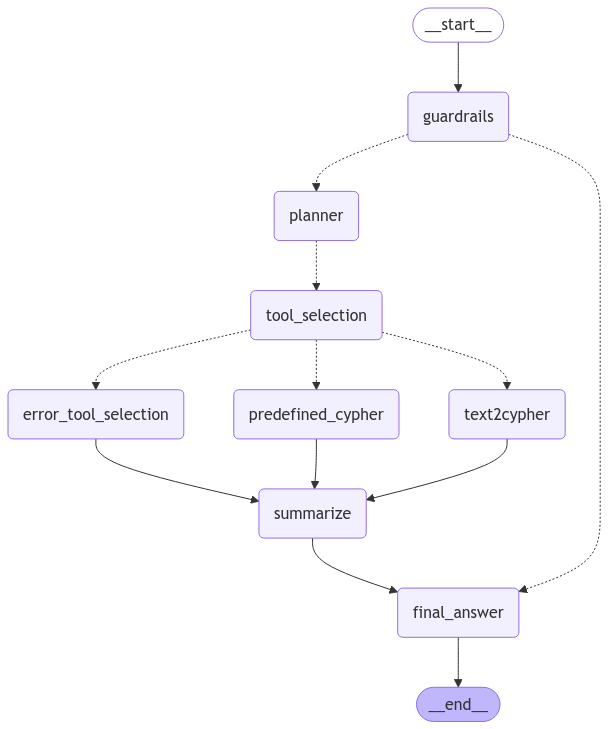 __start__
guardrails
planner
tool_selection
error_tool_selection
predefined_cypher
text2cypher
summarize
final_answer
__end__